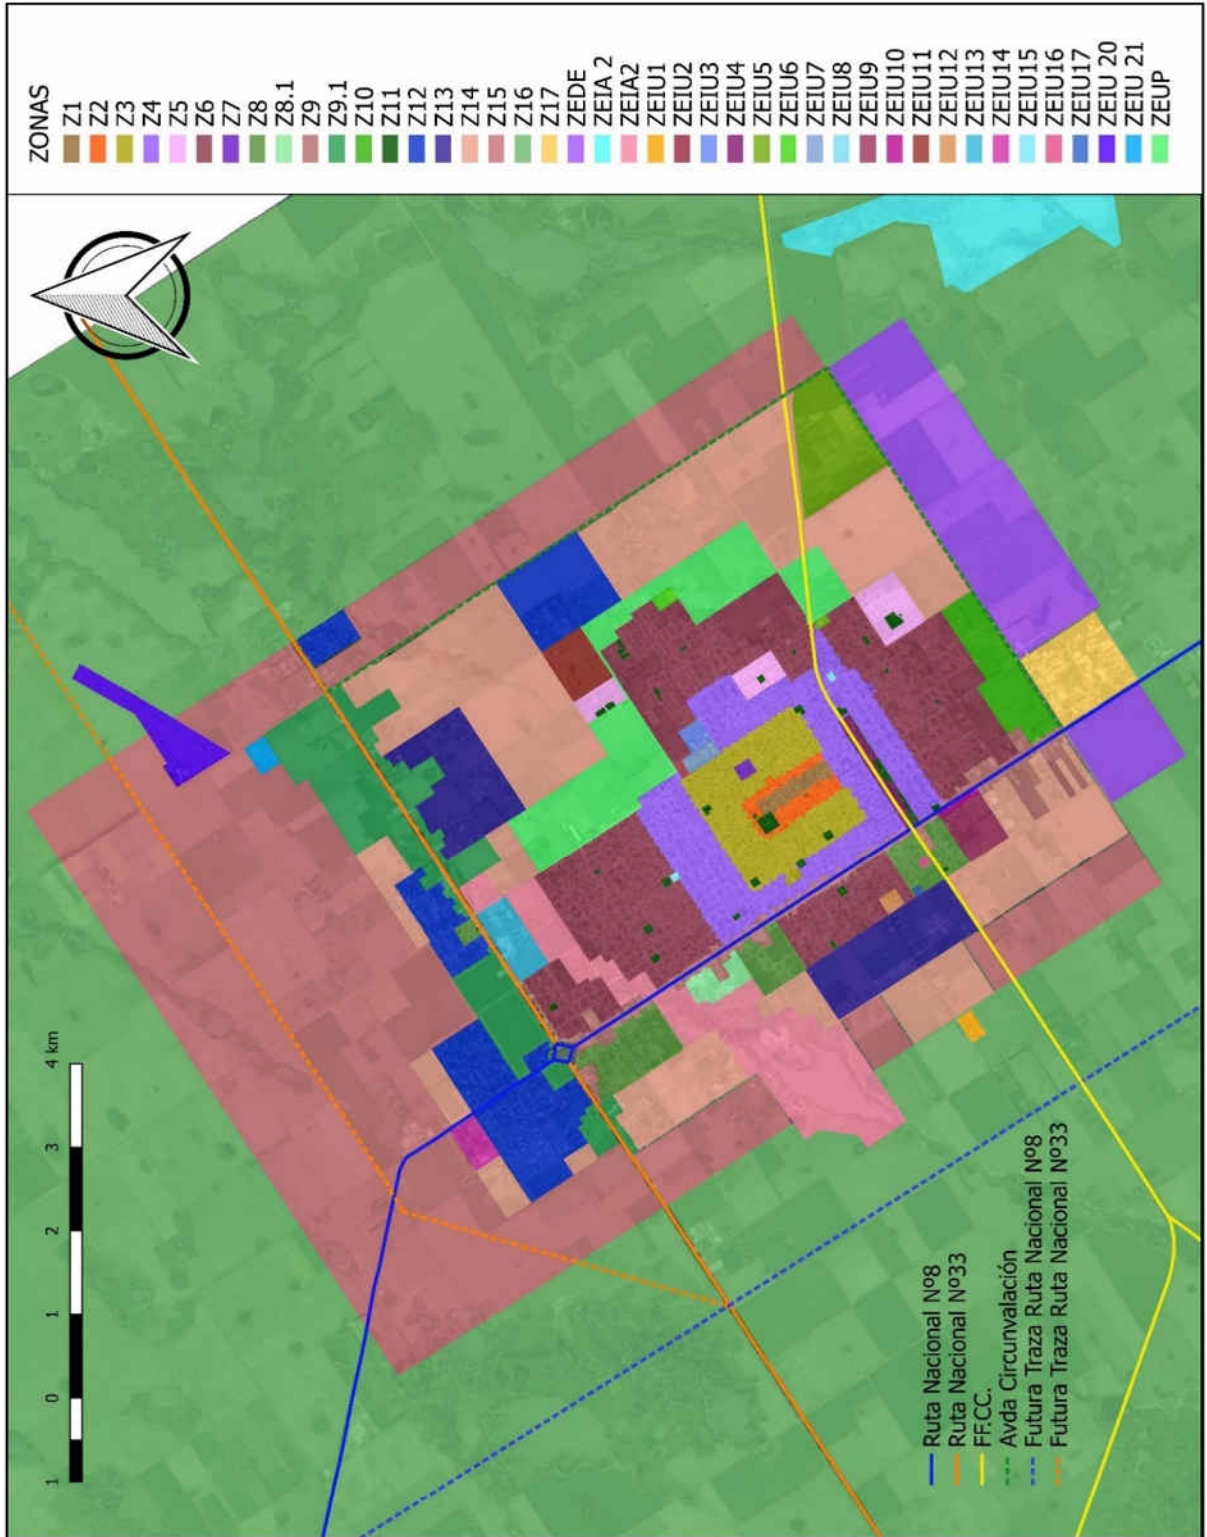 ZONAS
Z1
Z2
Z3
Z4
Z5
Z6
Z7
Z8
Z8.1
Z9
Z9.1
Z10
Z11
Z12
Z13
Z14
Z15
Z16
Z17
ZEDE
ZEIA 2
ZEIA2
ZEIU1
ZEIU2
ZEIU3
ZEIU4
ZEIU5
ZEIU6
ZEIU7
ZEIU8
ZEIU9
ZEIU10
ZEIU11
ZEIU12
ZEIU13
ZEIU14
ZEIU15
ZEIU16
ZEIU17
ZEIU 20
ZEIU 21
ZEUP
1 0 1 2 3 4 km
Ruta Nacional Nº8
Ruta Nacional Nº33
FF.CC.
Avda Circunvalación
Futura Traza Ruta Nacional Nº8
Futura Traza Ruta Nacional Nº33